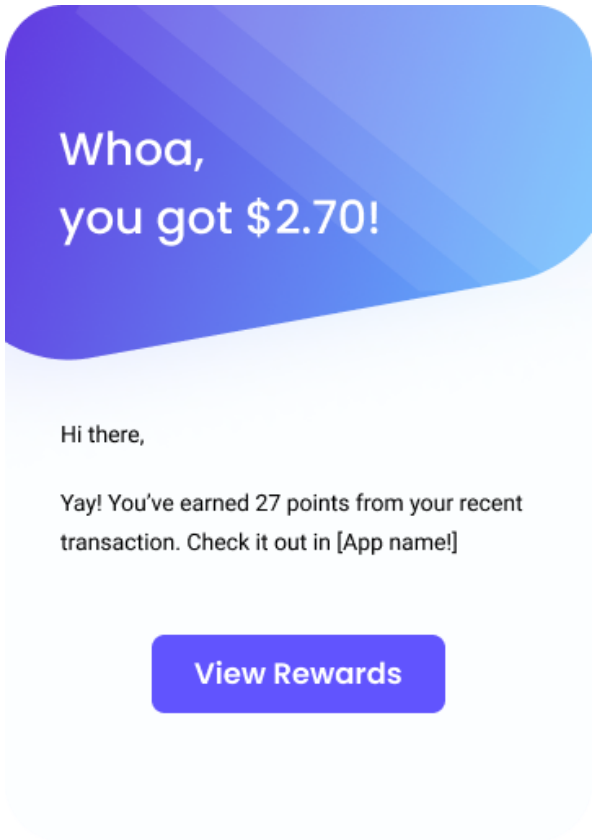 Whoa,
you got $2.70!
Hi there,
Yay! You’ve earned 27 points from your recent
transaction. Check it out in [App name!]
View Rewards